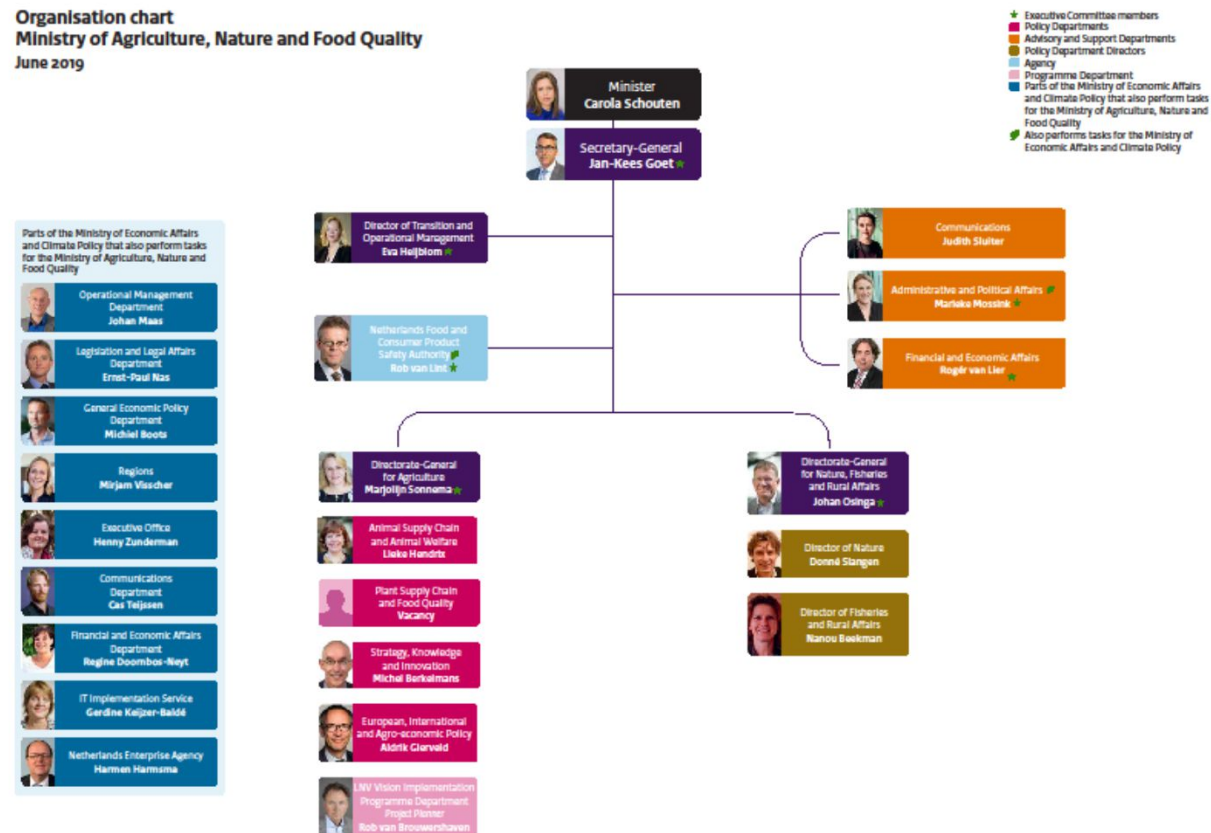 Organisation chart
Ministry of Agriculture, Nature and Food Quality
June 2019
Executive Committee members
Policy Departments
Advisory and Support Departments
Policy Department Directors
Agency
Programme Department
Parts of the Ministry of Economic Affairs
and Climate Policy that also perform tasks
for the Ministry of Agriculture, Nature and
Food Quality
Also performs tasks for the Ministry of
Economic Affairs and Climate Policy
Minister
Carola Schouten
Secretary-General
Jan-Kees Goet
Director of Transition and
Operational Management
Eva Heijblom
Netherlands Food and
Consumer Product
Safety Authority
Rob van Lint
Communications
Judith Sluiter
Administrative and Political Affairs
Marieke Mossink
Financial and Economic Affairs
Rogér van Lier
Parts of the Ministry of Economic Affairs
and Climate Policy that also perform tasks
for the Ministry of Agriculture, Nature and
Food Quality
Operational Management
Department
Johan Maas
Legislation and Legal Affairs
Department
Ernst-Paul Nas
General Economic Policy
Department
Michiel Boots
Regions
Mirjam Visscher
Executive Office
Henny Zunderman
Communications
Department
Cas Teijssen
Financial and Economic Affairs
Department
Regine Doornbos-Neyt
IT Implementation Service
Gerdine Keijzer-Baldé
Netherlands Enterprise Agency
Harmen Harmsma
Directorate-General
for Agriculture
Marjolijn Sonnema
Animal Supply Chain
and Animal Welfare
Lieke Hendrix
Plant Supply Chain
and Food Quality
Vacancy
Strategy, Knowledge
and Innovation
Michel Berkelmans
European, International
and Agro-economic Policy
Aldrik Gierveld
LNV Vision Implementation
Programme Department
Project Planner
Rob van Brouwershaven
Directorate-General
for Nature, Fisheries
and Rural Affairs
Johan Osinga
Director of Nature
Donné Slangen
Director of Fisheries
and Rural Affairs
Nanou Beekman